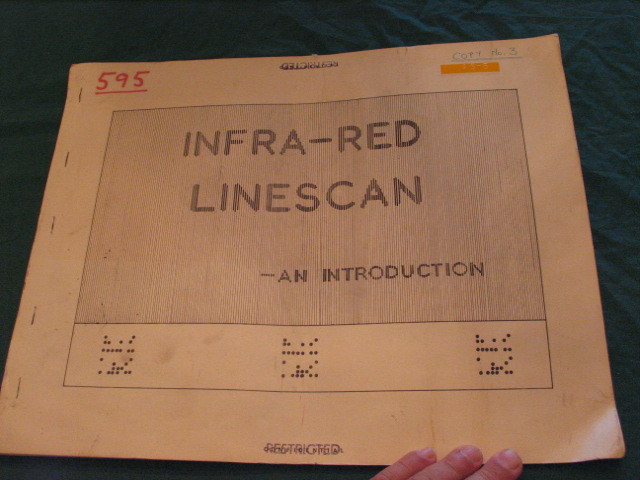 595
COPY No. 3
INFRA-RED
LINESCAN
-AN INTRODUCTION
RESTRICTED